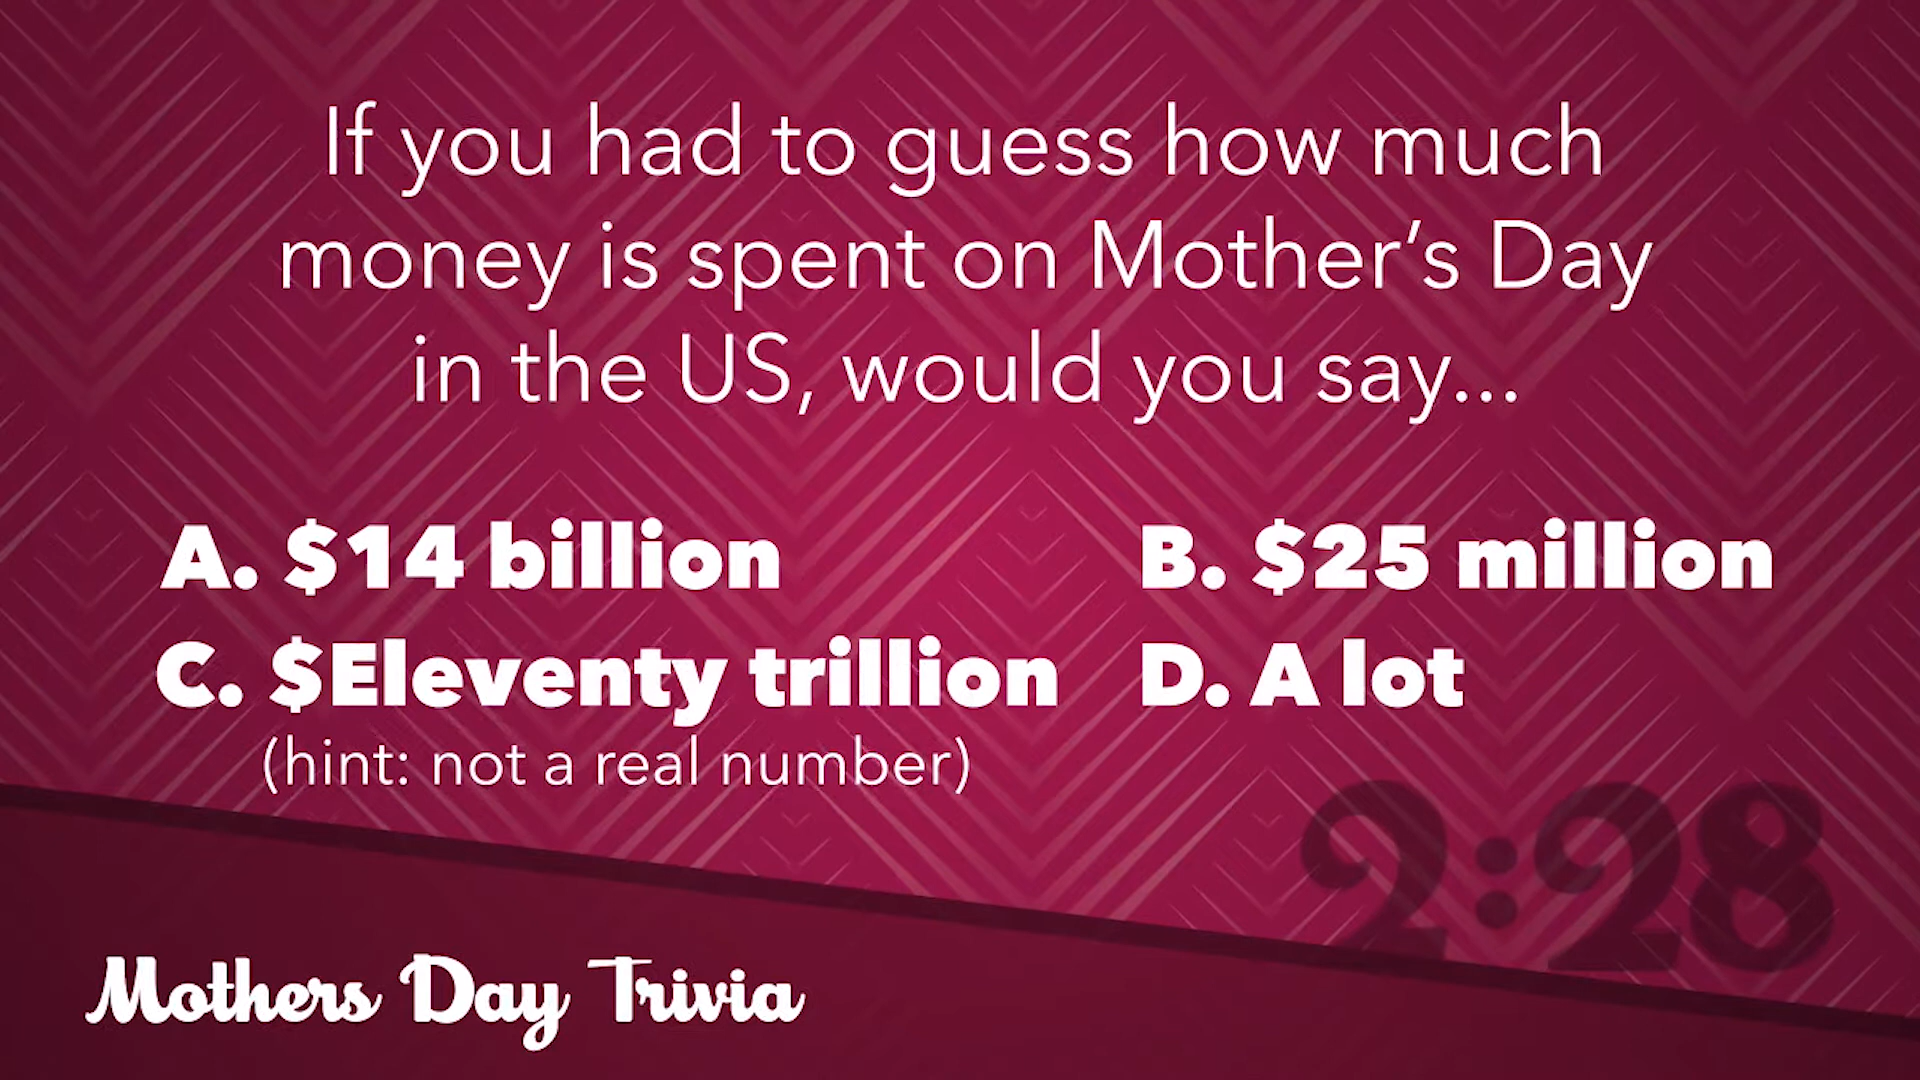 If you had to guess how much
money is spent on Mother’s Day
in the US, would you say...
A. $14 billion
B. $25 million
C. $Eleventy trillion
(hint: not a real number)
D. A lot
2:28
Mothers Day Trivia